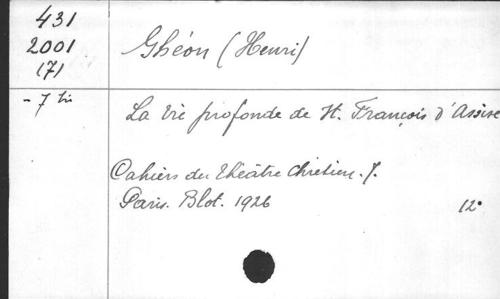 431
2001
(7)
Ghéon (Henri)
- 7 bis
La Vie profonde de St. François d'Assise
Cahiers du théâtre chrétien. 7.
Paris. Blot. 1926
12°